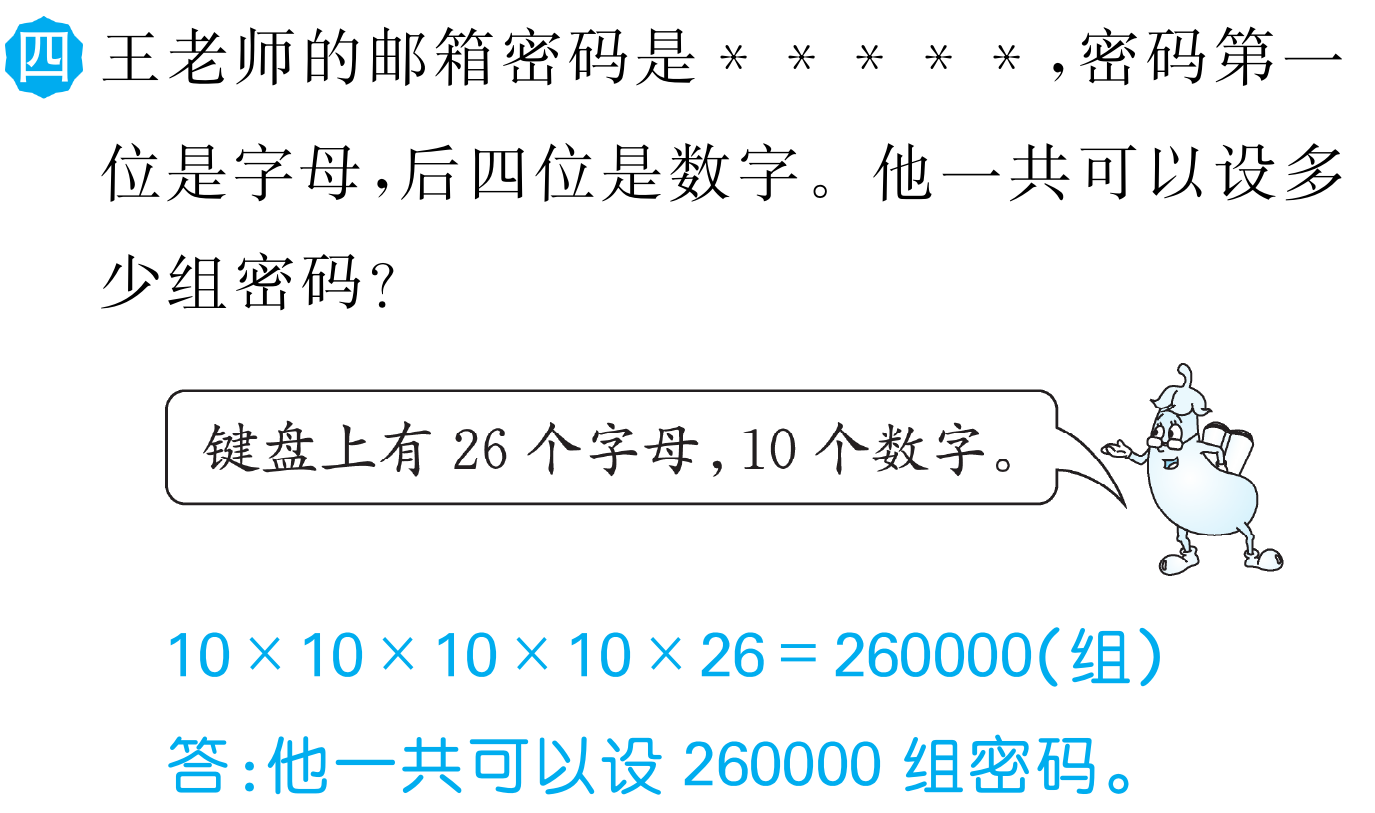 四 王老师的邮箱密码是＊ ＊ ＊ ＊ ＊,密码第一
位是字母,后四位是数字。他一共可以设多
少组密码?
键盘上有 26 个字母,10 个数字。
10×10×10×10×26=260000(组)
答:他一共可以设 260000 组密码。